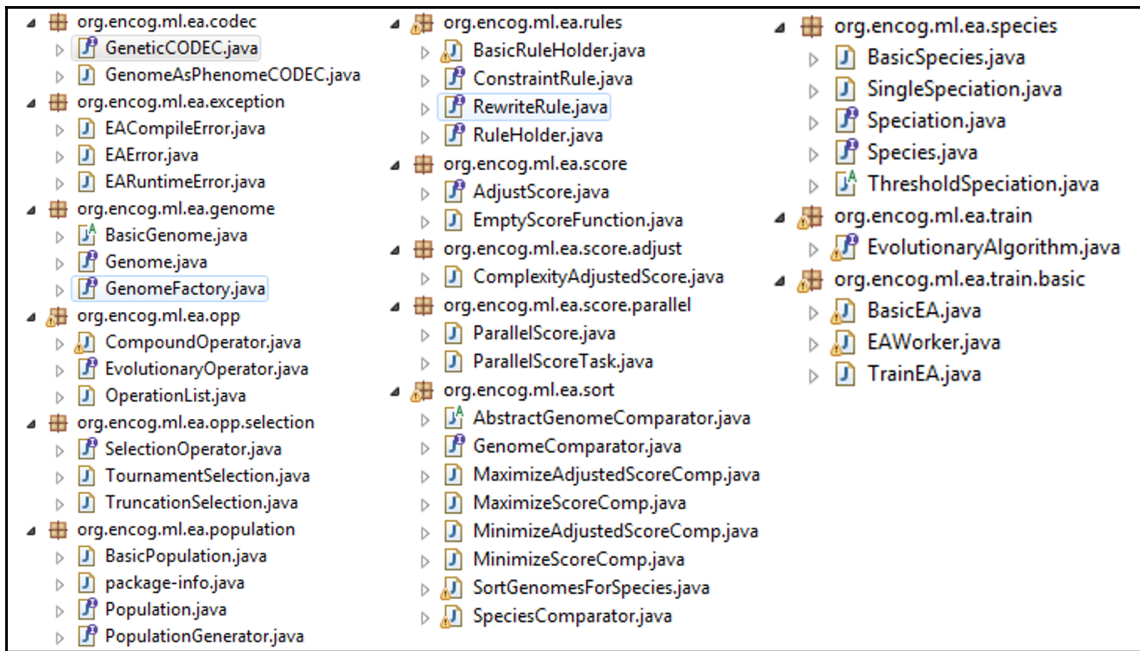 org.encog.ml.ea.codec
GeneticCODEC.java
GenomeAsPhenomeCODEC.java
org.encog.ml.ea.exception
EACompileError.java
EAError.java
EARuntimeError.java
org.encog.ml.ea.genome
BasicGenome.java
Genome.java
GenomeFactory.java
org.encog.ml.ea.opp
CompoundOperator.java
EvolutionaryOperator.java
OperationList.java
org.encog.ml.ea.opp.selection
SelectionOperator.java
TournamentSelection.java
TruncationSelection.java
org.encog.ml.ea.population
BasicPopulation.java
package-info.java
Population.java
PopulationGenerator.java
org.encog.ml.ea.rules
BasicRuleHolder.java
ConstraintRule.java
RewriteRule.java
RuleHolder.java
org.encog.ml.ea.score
AdjustScore.java
EmptyScoreFunction.java
org.encog.ml.ea.score.adjust
ComplexityAdjustedScore.java
org.encog.ml.ea.score.parallel
ParallelScore.java
ParallelScoreTask.java
org.encog.ml.ea.sort
AbstractGenomeComparator.java
GenomeComparator.java
MaximizeAdjustedScoreComp.java
MaximizeScoreComp.java
MinimizeAdjustedScoreComp.java
MinimizeScoreComp.java
SortGenomesForSpecies.java
SpeciesComparator.java
org.encog.ml.ea.species
BasicSpecies.java
SingleSpeciation.java
Speciation.java
Species.java
ThresholdSpeciation.java
org.encog.ml.ea.train
EvolutionaryAlgorithm.java
org.encog.ml.ea.train.basic
BasicEA.java
EAWorker.java
TrainEA.java